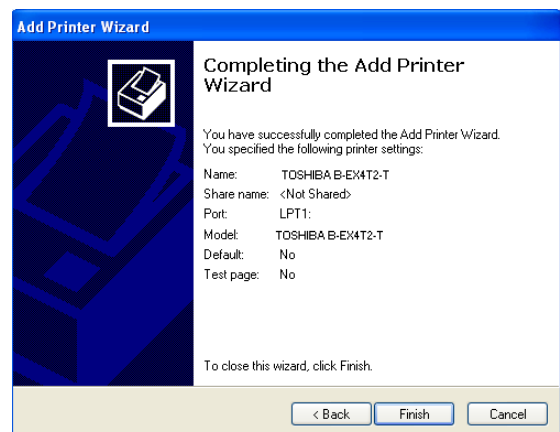 Add Printer Wizard
Completing the Add Printer
Wizard
You have successfully completed the Add Printer Wizard.
You specified the following printer settings:
Name: TOSHIBA B-EX4T2-T
Share name: <Not Shared>
Port: LPT1:
Model: TOSHIBA B-EX4T2-T
Default: No
Test page: No
To close this wizard, click Finish.
< Back Finish Cancel